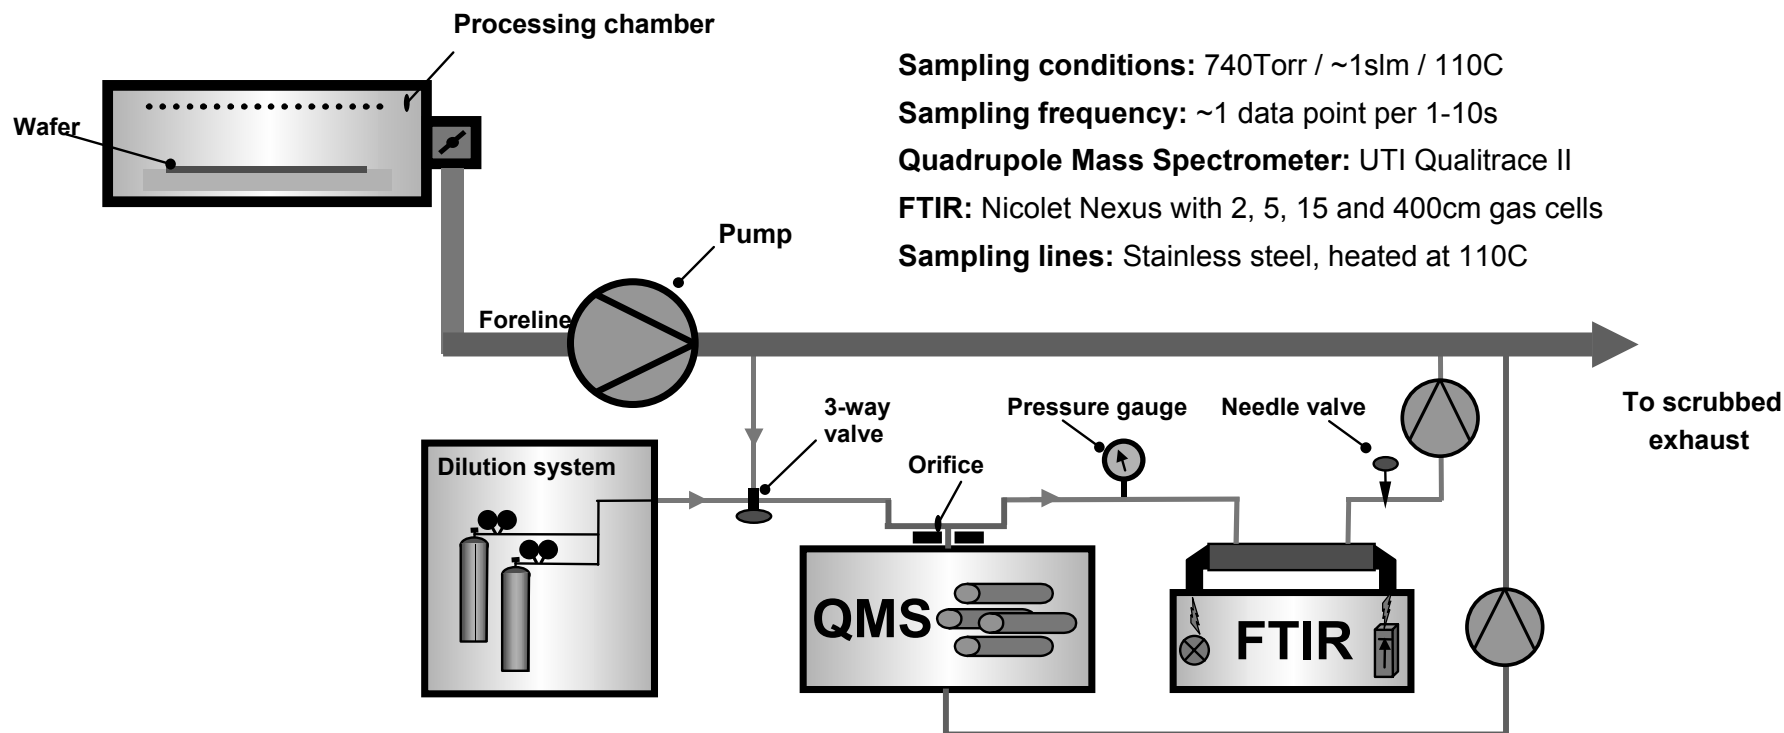 Processing chamber
Wafer
Sampling conditions: 740Torr / ~1slm / 110C
Sampling frequency: ~1 data point per 1-10s
Quadrupole Mass Spectrometer: UTI Qualitrace II
FTIR: Nicolet Nexus with 2, 5, 15 and 400cm gas cells
Sampling lines: Stainless steel, heated at 110C
Pump
Foreline
To scrubbed
exhaust
3-way
valve
Pressure gauge
Needle valve
Dilution system
Orifice
QMS
FTIR